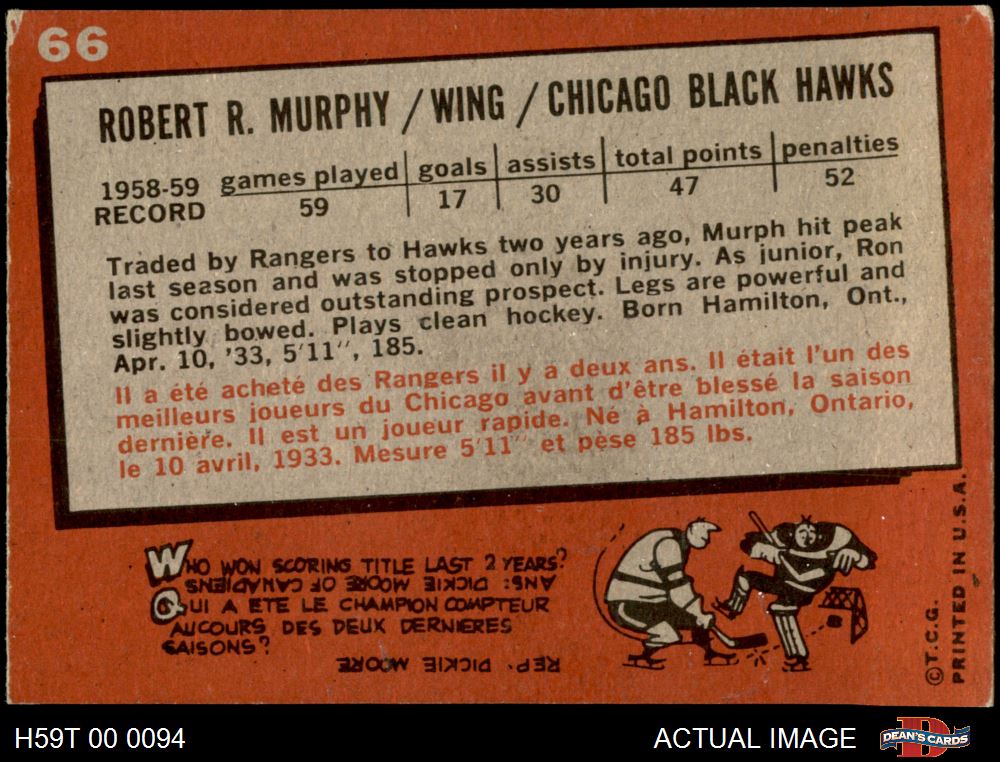 66
ROBERT R. MURPHY / WING / CHICAGO BLACK HAWKS
1958-59 RECORD
games played goals assists total points penalties
59 17 30 47 52
Traded by Rangers to Hawks two years ago, Murph hit peak
last season and was stopped only by injury. As junior, Ron
was considered outstanding prospect. Legs are powerful and
slightly bowed. Plays clean hockey. Born Hamilton, Ont.,
Apr. 10, '33, 5'11", 185.
Il a été acheté des Rangers il y a deux ans. Il était l'un des
meilleurs joueurs du Chicago avant d'être blessé la saison
dernière. Il est un joueur rapide. Né à Hamilton, Ontario,
le 10 avril, 1933. Mesure 5'11" et pèse 185 lbs.
WHO WON SCORING TITLE LAST 2 YEARS?
ANS: DICKIE MOORE OF CANADIENS
QUI A ETE LE CHAMPION COMPTEUR
AUCOURS DES DEUX DERNIERES
SAISONS?
REP. DICKIE MOORE
©T.C.G.
PRINTED IN U.S.A.
H59T 00 0094
ACTUAL IMAGE
D
DEAN'S CARDS